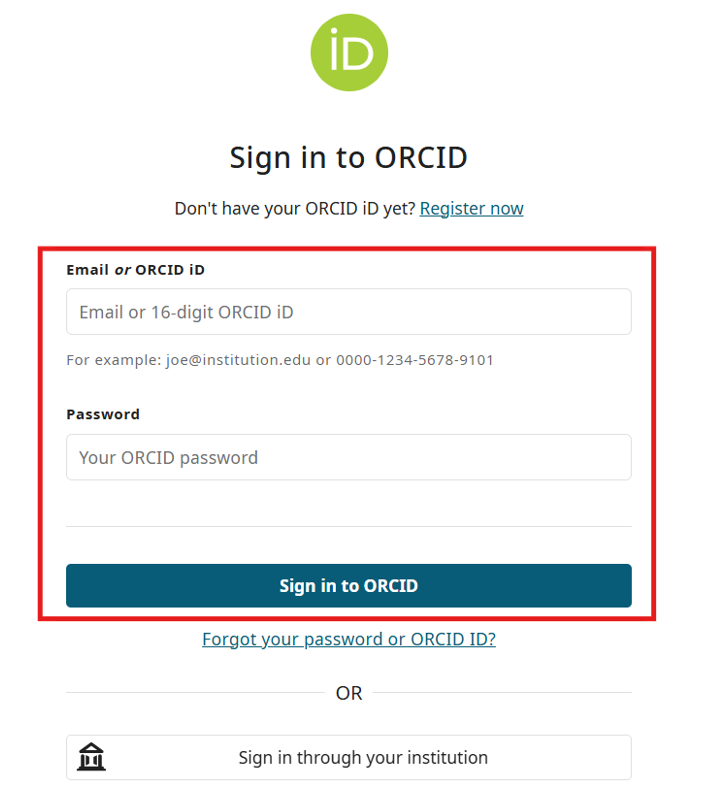 iD
Sign in to ORCID
Don't have your ORCID iD yet? Register now
Email or ORCID iD
Email or 16-digit ORCID iD
For example: joe@institution.edu or 0000-1234-5678-9101
Password
Your ORCID password
Sign in to ORCID
Forgot your password or ORCID ID?
OR
Sign in through your institution